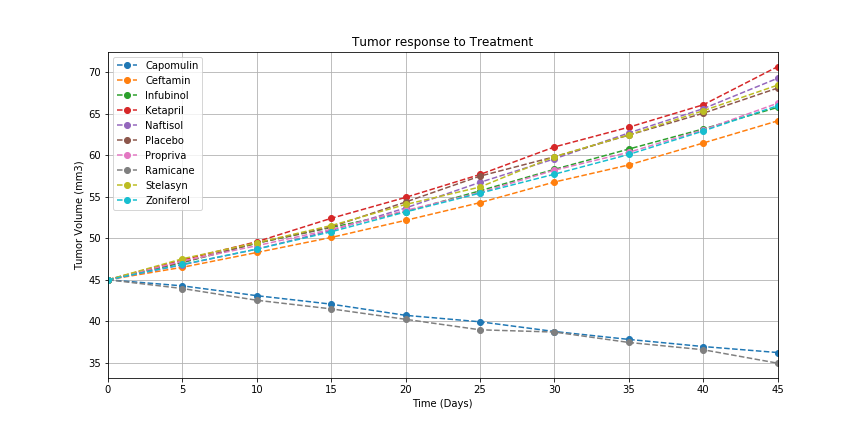 Tumor response to Treatment
Capomulin
Ceftamin
Infubinol
Ketapril
Naftisol
Placebo
Propriva
Ramicane
Stelasyn
Zoniferol
Tumor Volume (mm3)
70
65
60
55
50
45
40
35
0 5 10 15 20 25 30 35 40 45
Time (Days)